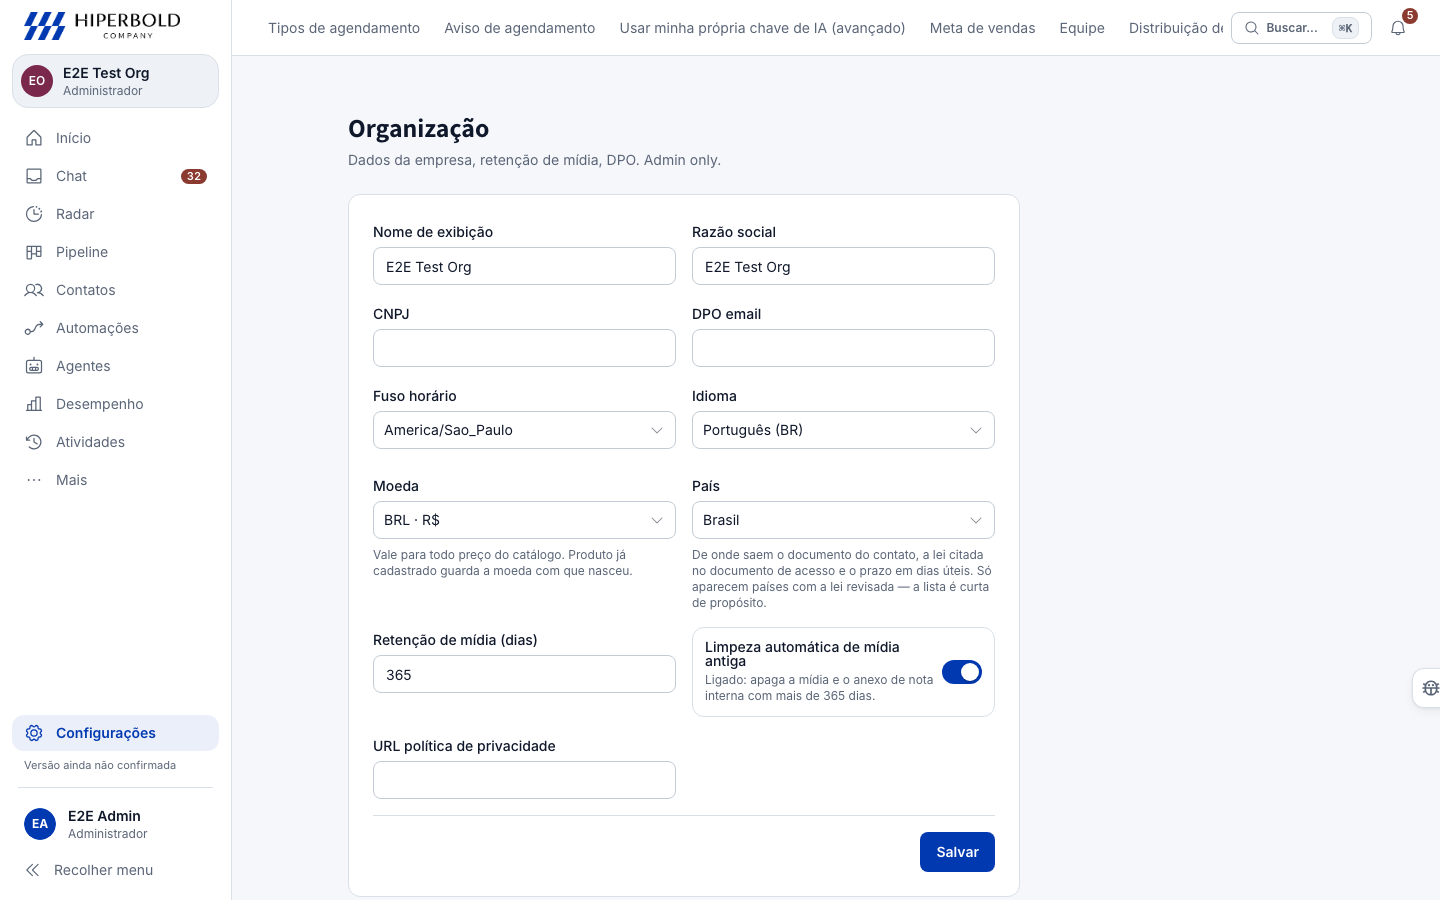 HIPERBOLD
COMPANY
EO
E2E Test Org
Administrador
Início
Chat
32
Radar
Pipeline
Contatos
Automações
Agentes
Desempenho
Atividades
Mais
Configurações
Versão ainda não confirmada
EA
E2E Admin
Administrador
Recolher menu
Tipos de agendamento
Aviso de agendamento
Usar minha própria chave de IA (avançado)
Meta de vendas
Equipe
Distribuição de
Buscar...
⌘K
5
Organização
Dados da empresa, retenção de mídia, DPO. Admin only.
Nome de exibição
E2E Test Org
Razão social
E2E Test Org
CNPJ
DPO email
Fuso horário
America/Sao_Paulo
Idioma
Português (BR)
Moeda
BRL · R$
Vale para todo preço do catálogo. Produto já
cadastrado guarda a moeda com que nasceu.
País
Brasil
De onde saem o documento do contato, a lei citada
no documento de acesso e o prazo em dias úteis. Só
aparecem países com a lei revisada — a lista é curta
de propósito.
Retenção de mídia (dias)
365
Limpeza automática de mídia
antiga
Ligado: apaga a mídia e o anexo de nota
interna com mais de 365 dias.
URL política de privacidade
Salvar